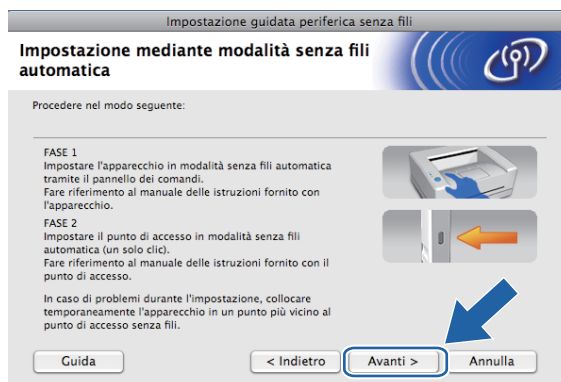 Impostazione guidata periferica senza fili
Impostazione mediante modalità senza fili
automatica
Procedere nel modo seguente:
FASE 1
Impostare l'apparecchio in modalità senza fili automatica
tramite il pannello dei comandi.
Fare riferimento al manuale delle istruzioni fornito con
l'apparecchio.
FASE 2
Impostare il punto di accesso in modalità senza fili
automatica (un solo clic).
Fare riferimento al manuale delle istruzioni fornito con il
punto di accesso.
In caso di problemi durante l'impostazione, collocare
temporaneamente l'apparecchio in un punto più vicino al
punto di accesso senza fili.
Guida
< Indietro
Avanti >
Annulla